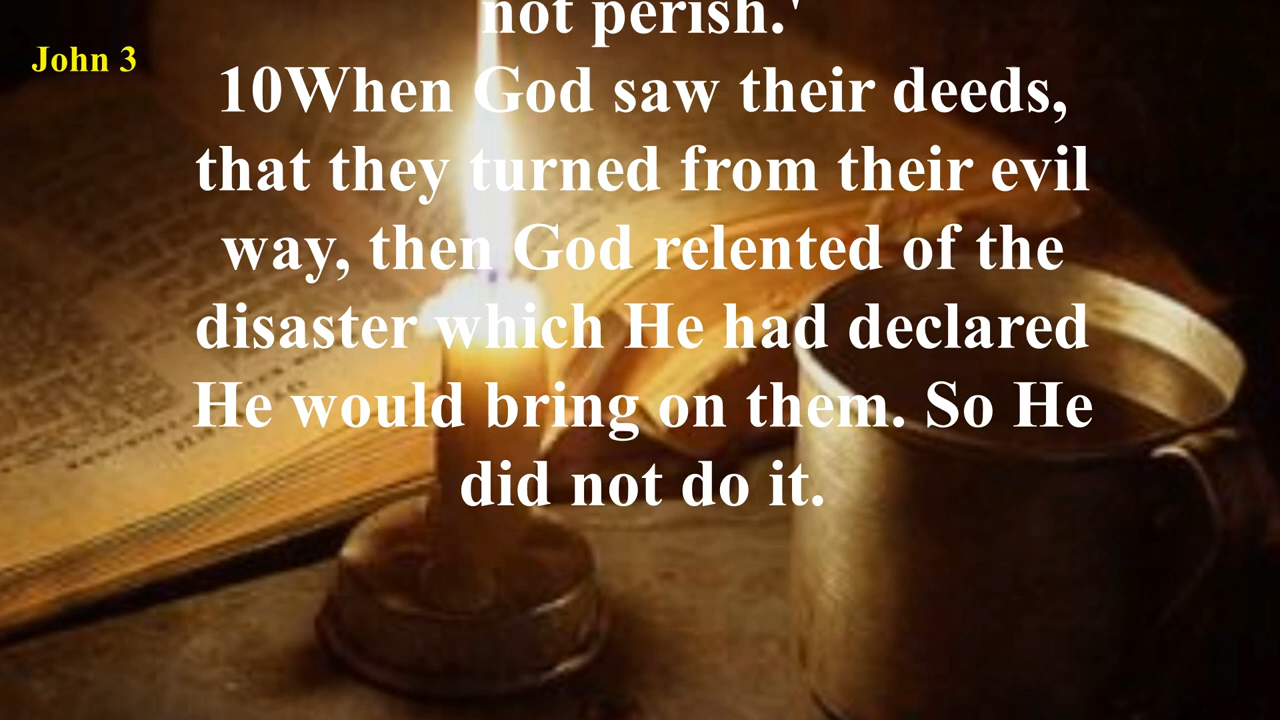 John 3
not perish.'
10When God saw their deeds,
that they turned from their evil
way, then God relented of the
disaster which He had declared
He would bring on them. So He
did not do it.